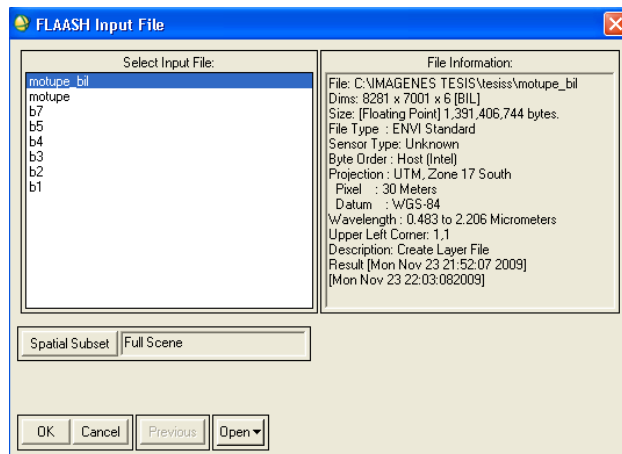 FLAASH Input File
Select Input File:
motupe_bil
motupe
b7
b5
b4
b3
b2
b1
File Information:
File: C:\IMAGENES TESIS\tesiss\motupe_bil
Dims: 8281 x 7001 x 6 [BIL]
Size: [Floating Point] 1,391,406,744 bytes.
File Type : ENVI Standard
Sensor Type: Unknown
Byte Order : Host (Intel)
Projection : UTM, Zone 17 South
Pixel : 30 Meters
Datum : WGS-84
Wavelength : 0.483 to 2.206 Micrometers
Upper Left Corner: 1,1
Description: Create Layer File
Result [Mon Nov 23 21:52:07 2009]
[Mon Nov 23 22:03:082009]
Spatial Subset Full Scene
OK Cancel Previous Open